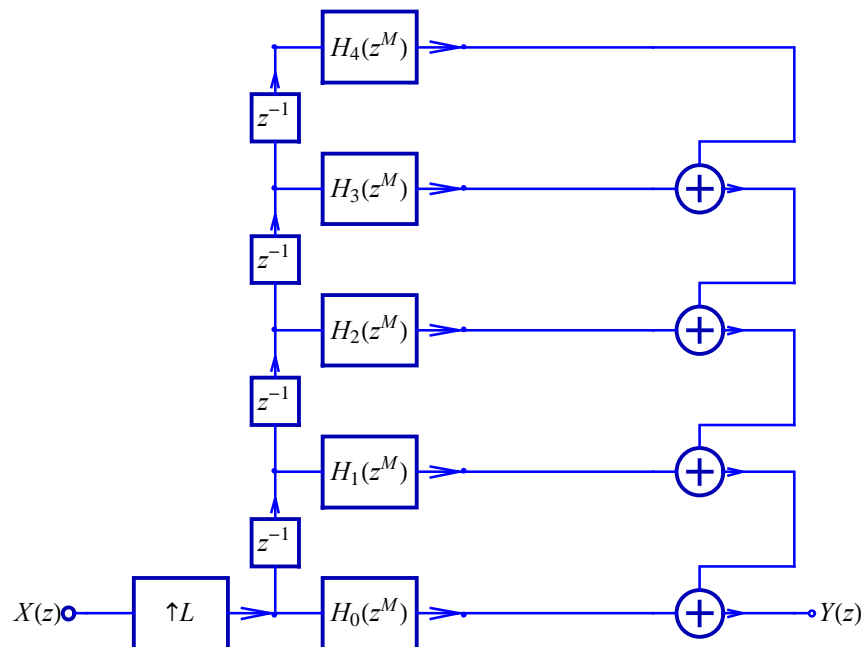 H₄(z^M)
z⁻¹
H₃(z^M)
+
z⁻¹
H₂(z^M)
+
z⁻¹
H₁(z^M)
+
z⁻¹
X(z) ↑L H₀(z^M) + Y(z)